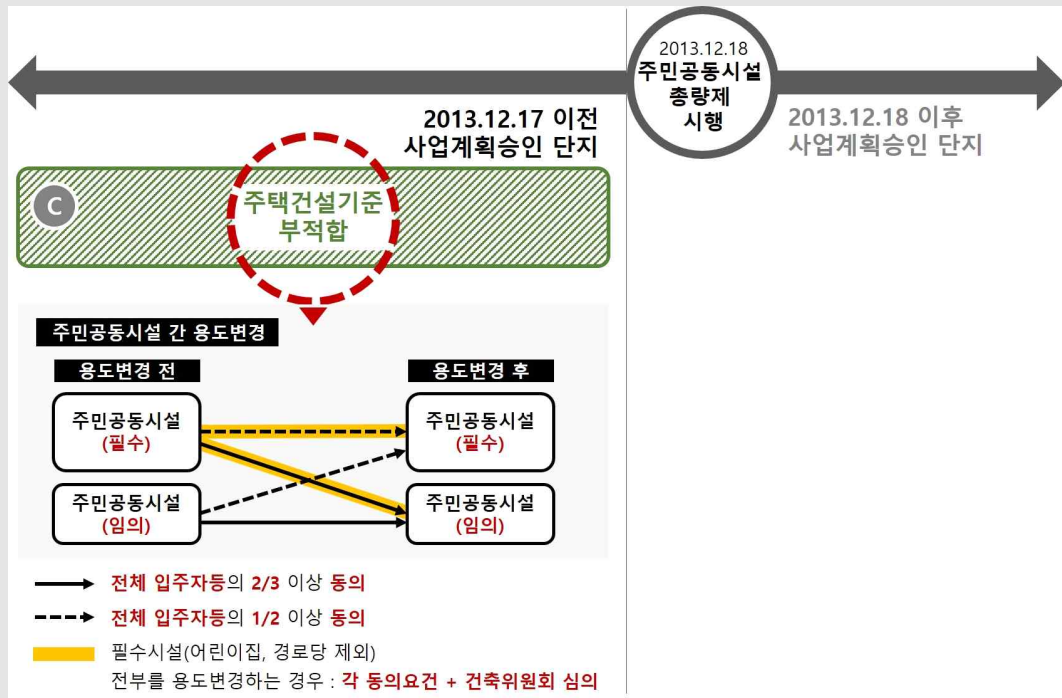 2013.12.18
주민공동시설
총량제
시행
2013.12.17 이전
사업계획승인 단지
2013.12.18 이후
사업계획승인 단지
C
주택건설기준
부적합
주민공동시설 간 용도변경
용도변경 전
용도변경 후
주민공동시설
(필수)
주민공동시설
(필수)
주민공동시설
(임의)
주민공동시설
(임의)
전체 입주자등의 2/3 이상 동의
전체 입주자등의 1/2 이상 동의
필수시설(어린이집, 경로당 제외)
전부를 용도변경하는 경우 : 각 동의요건 + 건축위원회 심의